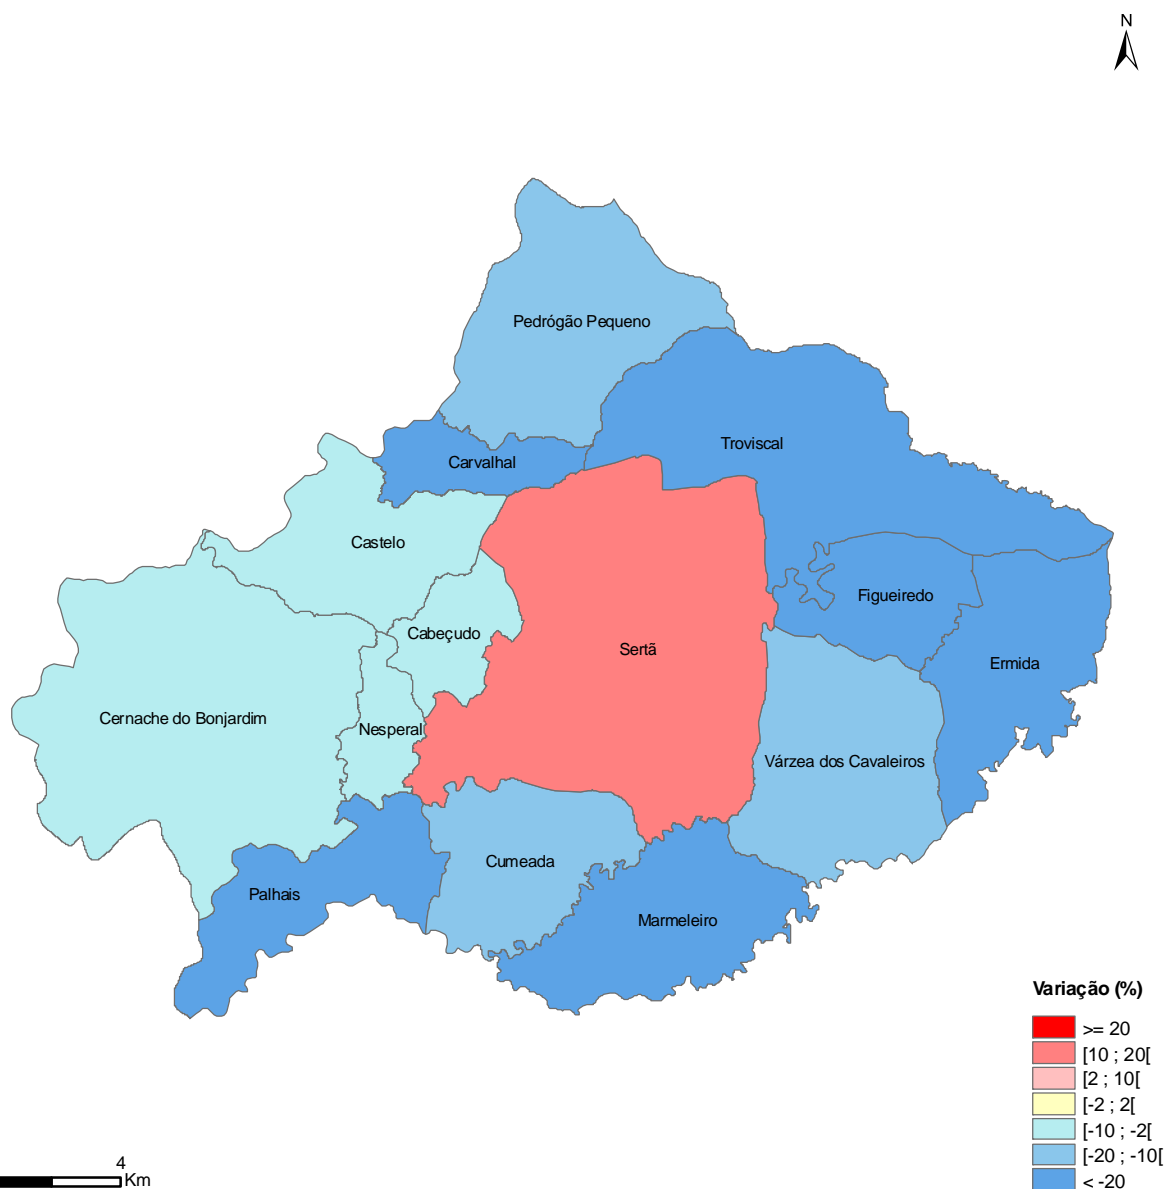 N
Pedrógão Pequeno
Troviscal
Carvalhal
Castelo
Figueiredo
Cabeçudo
Sertã
Ermida
Cernache do Bonjardim
Nesperal
Várzea dos Cavaleiros
Cumeada
Palhais
Marmeleiro
Variação (%)
>= 20
[10 ; 20[
[2 ; 10[
[-2 ; 2[
[-10 ; -2[
[-20 ; -10[
< -20
4
Km